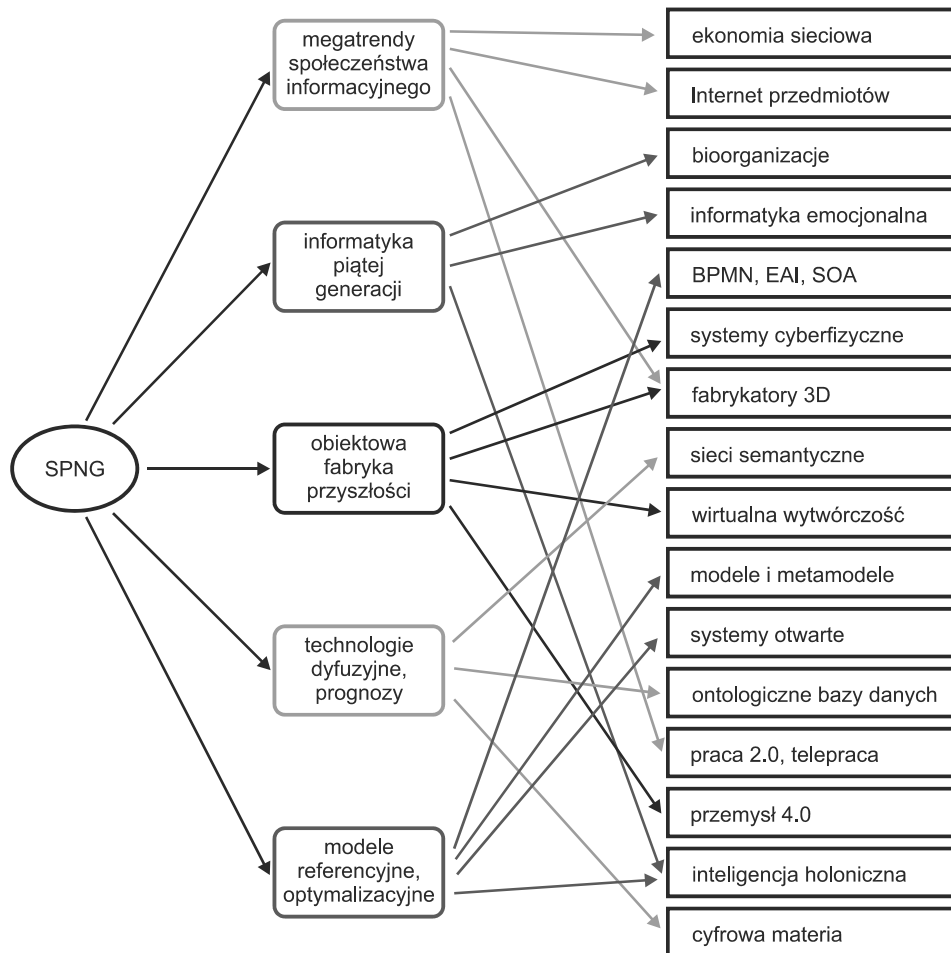 SPNG
megatrendy
społeczeństwa
informacyjnego
informatyka
piątej
generacji
obiektowa
fabryka
przyszłości
technologie
dyfuzyjne,
prognozy
modele
referencyjne,
optymalizacyjne
ekonomia sieciowa
Internet przedmiotów
bioorganizacje
informatyka emocjonalna
BPMN, EAI, SOA
systemy cyberfizyczne
fabrykatory 3D
sieci semantyczne
wirtualna wytwórczość
modele i metamodele
systemy otwarte
ontologiczne bazy danych
praca 2.0, telepraca
przemysł 4.0
inteligencja holoniczna
cyfrowa materia